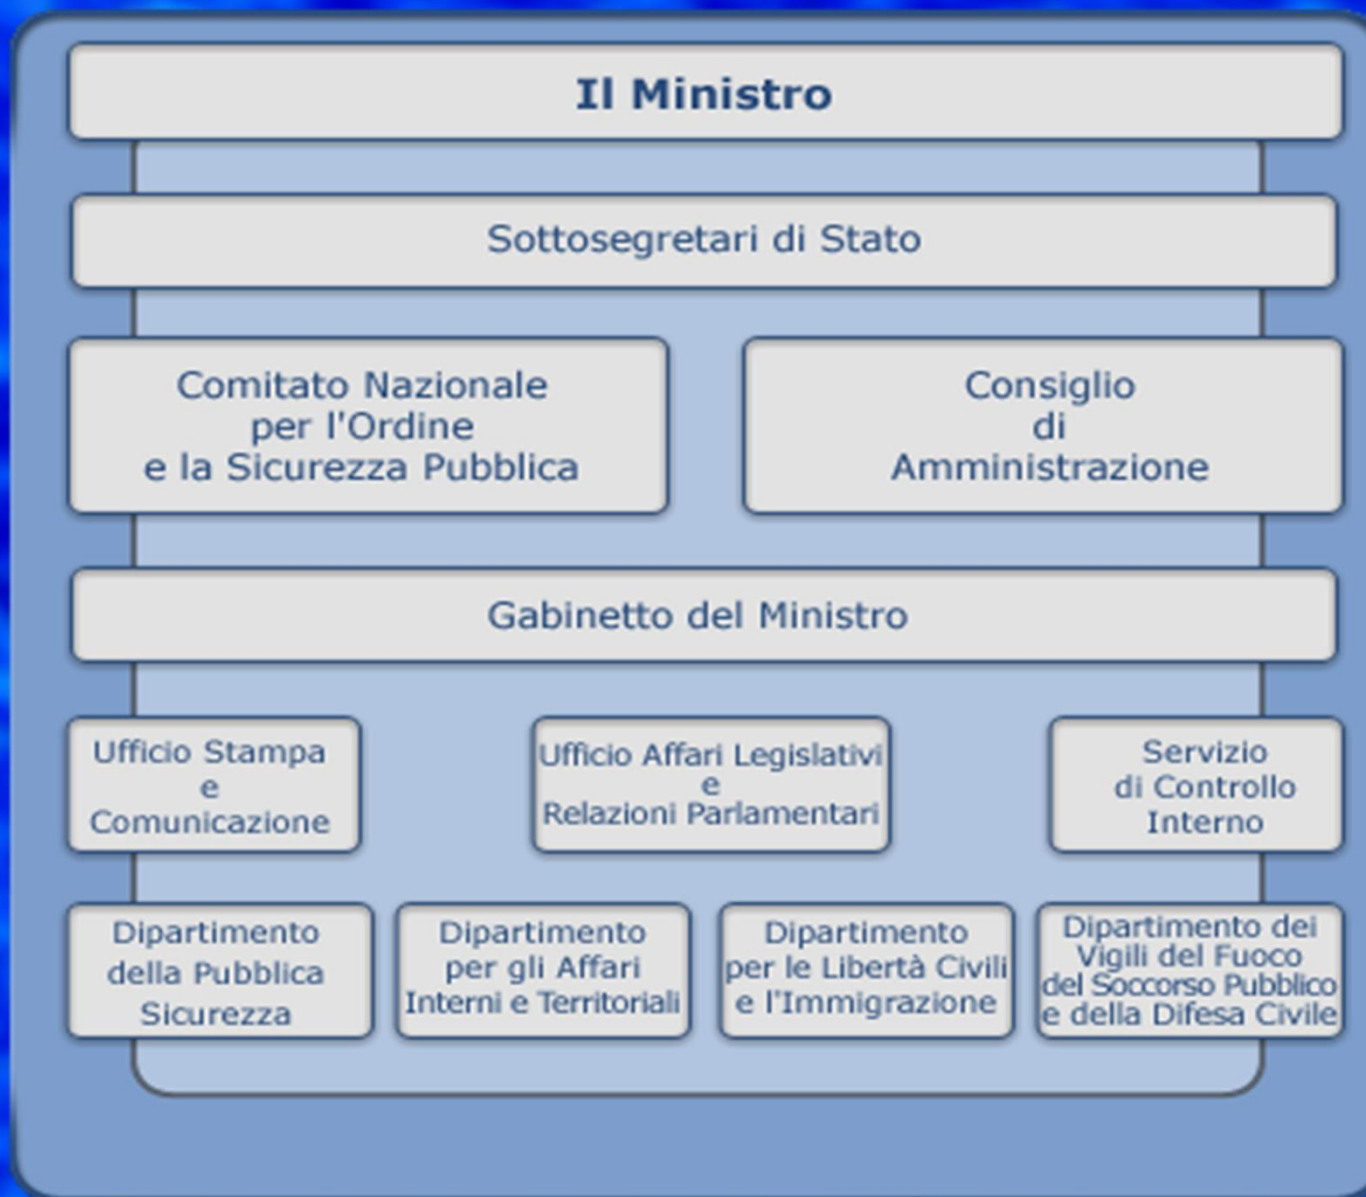 Il Ministro
Sottosegretari di Stato
Comitato Nazionale
per l'Ordine
e la Sicurezza Pubblica
Consiglio
di
Amministrazione
Gabinetto del Ministro
Ufficio Stampa
e
Comunicazione
Ufficio Affari Legislativi
e
Relazioni Parlamentari
Servizio
di Controllo
Interno
Dipartimento
della Pubblica
Sicurezza
Dipartimento
per gli Affari
Interni e Territoriali
Dipartimento
per le Libertà Civili
e l'Immigrazione
Dipartimento dei
Vigili del Fuoco
del Soccorso Pubblico
e della Difesa Civile